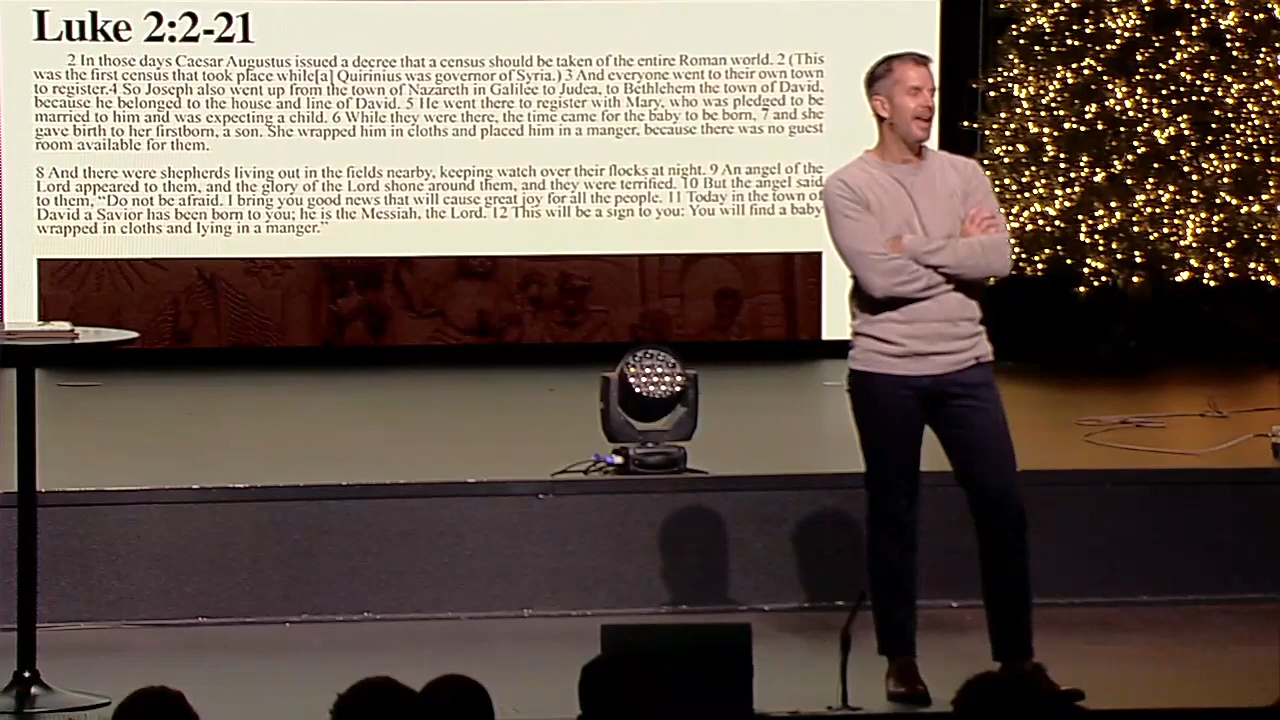 Luke 2:2-21
2 In those days Caesar Augustus issued a decree that a census should be taken of the entire Roman world. 2 (This
was the first census that took place while[a] Quirinius was governor of Syria.) 3 And everyone went to their own town
to register.4 So Joseph also went up from the town of Nazareth in Galilee to Judea, to Bethlehem the town of David,
because he belonged to the house and line of David. 5 He went there to register with Mary, who was pledged to be
married to him and was expecting a child. 6 While they were there, the time came for the baby to be born, 7 and she
gave birth to her firstborn, a son. She wrapped him in cloths and placed him in a manger, because there was no guest
room available for them.
8 And there were shepherds living out in the fields nearby, keeping watch over their flocks at night. 9 An angel of the
Lord appeared to them, and the glory of the Lord shone around them, and they were terrified. 10 But the angel said
to them, “Do not be afraid. I bring you good news that will cause great joy for all the people. 11 Today in the town of
David a Savior has been born to you; he is the Messiah, the Lord. 12 This will be a sign to you: You will find a baby
wrapped in cloths and lying in a manger.”